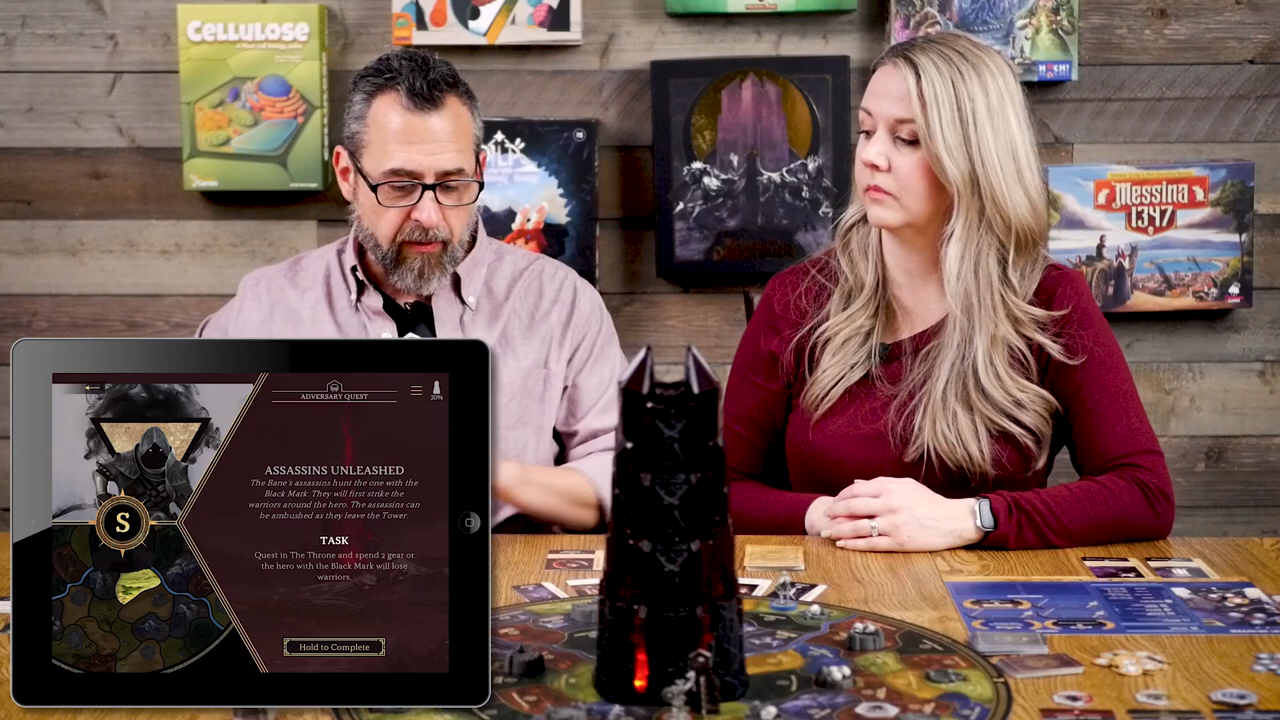 CELLULOSE
HUCH!
Messina
1347
ADVERSARY QUEST
30%
ASSASSINS UNLEASHED
The Bane's assassins hunt the one with the
Black Mark. They will first strike the
warriors around the hero. The assassins can
be ambushed as they leave the Tower.
S
TASK
Quest in The Throne and spend 2 gear or
the hero with the Black Mark will lose
warriors.
Hold to Complete